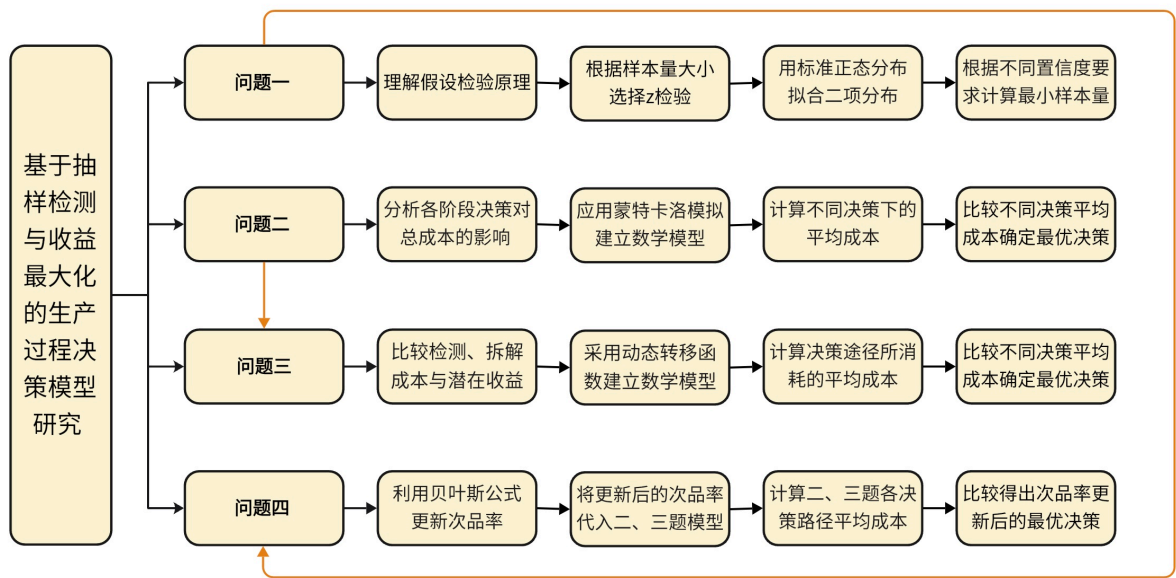 基于抽
样检测
与收益
最大化
的生产
过程决
策模型
研究
问题一
理解假设检验原理
根据样本量大小
选择z检验
用标准正态分布
拟合二项分布
根据不同置信度要
求计算最小样本量
问题二
分析各阶段决策对
总成本的影响
应用蒙特卡洛模拟
建立数学模型
计算不同决策下的
平均成本
比较不同决策平均
成本确定最优决策
问题三
比较检测、拆解
成本与潜在收益
采用动态转移函
数建立数学模型
计算决策途径所消
耗的平均成本
比较不同决策平均
成本确定最优决策
问题四
利用贝叶斯公式
更新次品率
将更新后的次品率
代入二、三题模型
计算二、三题各决
策路径平均成本
比较得出次品率更
新后的最优决策